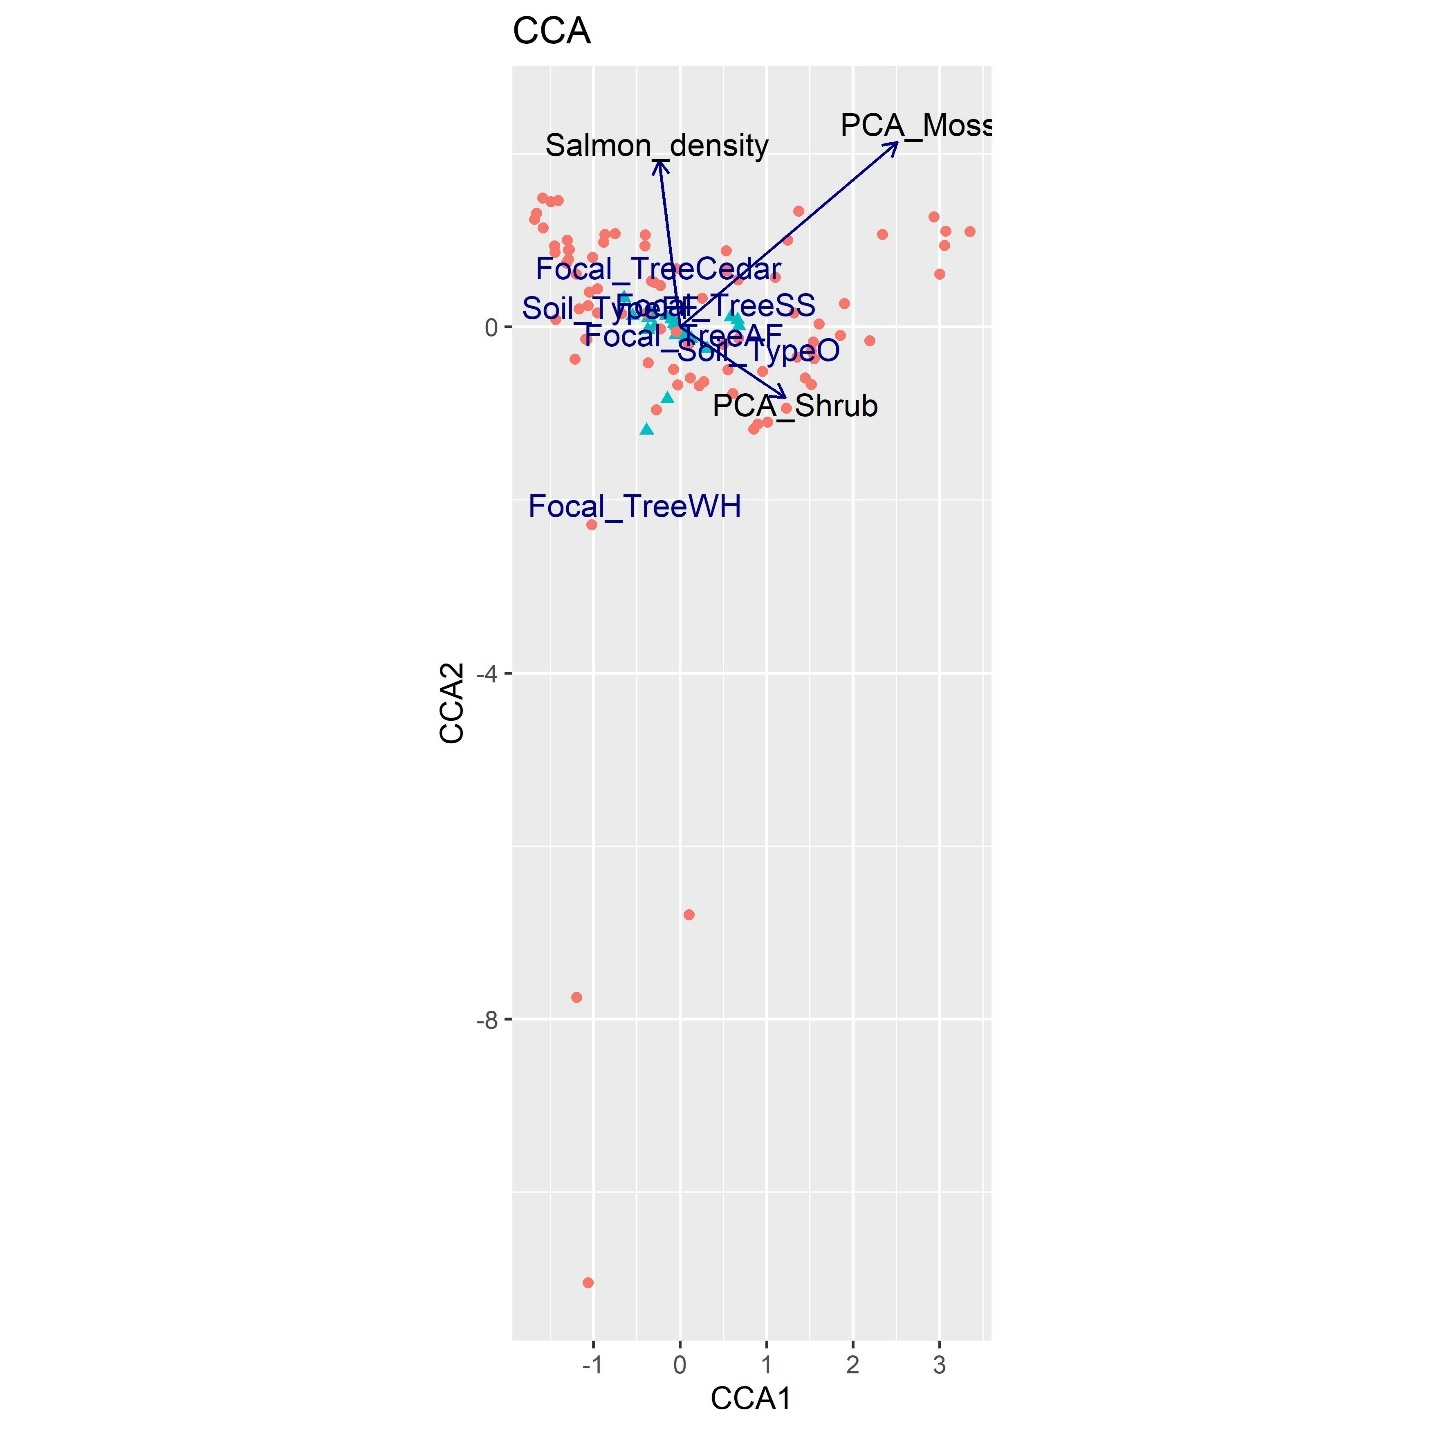 CCA
PCA_Moss
Salmon_density
Focal_TreeCedar
Focal_TreeSS
Focal_TreeAF
Soil_TypeO
PCA_Shrub
Focal_TreeWH
0
-4
-8
CCA2
-1 0 1 2 3
CCA1